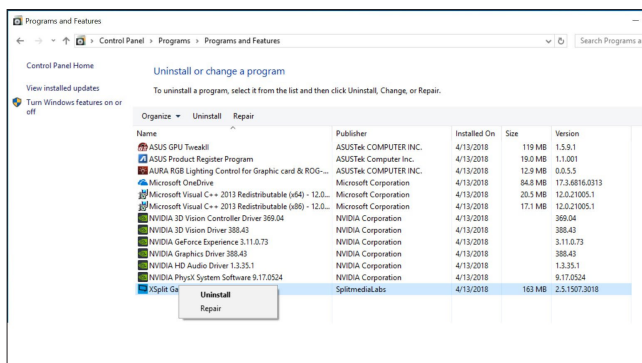 Programs and Features
Control Panel > Programs > Programs and Features
Search Programs a
Control Panel Home
View installed updates
Turn Windows features on or
off
Uninstall or change a program
To uninstall a program, select it from the list and then click Uninstall, Change, or Repair.
Organize Uninstall Repair
Name Publisher Installed On Size Version
ASUS GPU TweakII ASUSTek COMPUTER INC. 4/13/2018 119 MB 1.5.9.1
ASUS Product Register Program ASUSTek Computer Inc. 4/13/2018 19.0 MB 1.1.001
AURA RGB Lighting Control for Graphic card & ROG-... ASUSTek COMPUTER INC. 4/13/2018 12.9 MB 0.0.5.5
Microsoft OneDrive Microsoft Corporation 4/13/2018 84.8 MB 17.3.6816.0313
Microsoft Visual C++ 2013 Redistributable (x64) - 12.0... Microsoft Corporation 4/13/2018 20.5 MB 12.0.21005.1
Microsoft Visual C++ 2013 Redistributable (x86) - 12.0... Microsoft Corporation 4/13/2018 17.1 MB 12.0.21005.1
NVIDIA 3D Vision Controller Driver 369.04 NVIDIA Corporation 4/13/2018 369.04
NVIDIA 3D Vision Driver 388.43 NVIDIA Corporation 4/13/2018 388.43
NVIDIA GeForce Experience 3.11.0.73 NVIDIA Corporation 4/13/2018 3.11.0.73
NVIDIA Graphics Driver 388.43 NVIDIA Corporation 4/13/2018 388.43
NVIDIA HD Audio Driver 1.3.35.1 NVIDIA Corporation 4/13/2018 1.3.35.1
NVIDIA PhysX System Software 9.17.0524 NVIDIA Corporation 4/13/2018 9.17.0524
XSplit Ga SplitmediaLabs 4/13/2018 163 MB 2.5.1507.3018
Uninstall
Repair